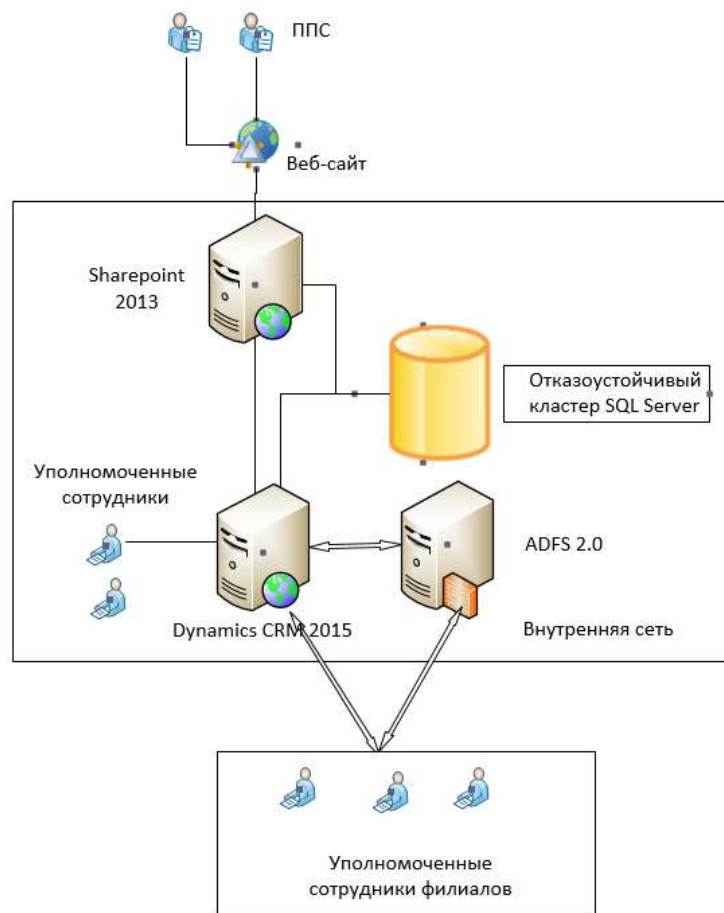 ППС
Веб-сайт
Sharepoint
2013
Отказоустойчивый
кластер SQL Server
Уполномоченные
сотрудники
ADFS 2.0
Dynamics CRM 2015
Внутренняя сеть
Уполномоченные
сотрудники филиалов